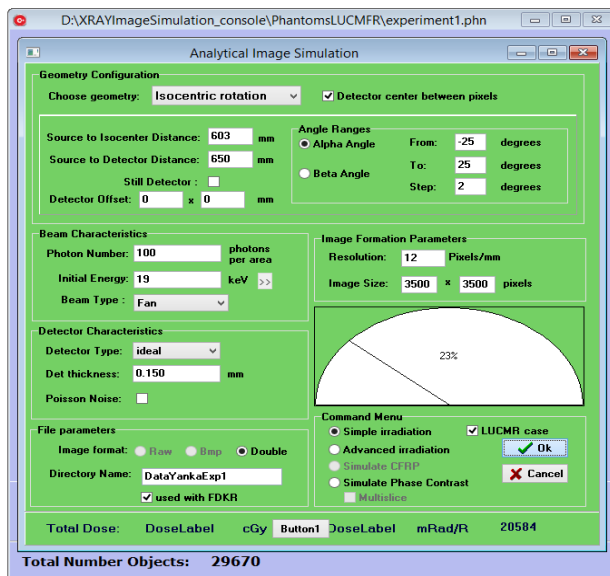 D:\XRAYImageSimulation_console\PhantomsLUCMFR\experiment1.phn
Analytical Image Simulation
Geometry Configuration
Choose geometry: Isocentric rotation Detector center between pixels
Source to Isocenter Distance: 603 mm
Source to Detector Distance: 650 mm
Still Detector :
Detector Offset: 0 x 0 mm
Angle Ranges
Alpha Angle From: -25 degrees
To: 25 degrees
Beta Angle
Step: 2 degrees
Beam Characteristics
Photon Number: 100 photons per area
Initial Energy: 19 keV >>
Beam Type : Fan
Image Formation Parameters
Resolution: 12 Pixels/mm
Image Size: 3500 x 3500 pixels
Detector Characteristics
Detector Type: ideal
Det thickness: 0.150 mm
Poisson Noise:
23%
File parameters
Image format: Raw Bmp Double
Directory Name: DataYankaExp1
used with FDKR
Command Menu
Simple irradiation LUCMR case
Advanced irradiation Ok
Simulate CFRP
Simulate Phase Contrast Cancel
Multislice
Total Dose: DoseLabel cGy Button1 DoseLabel mRad/R 20584
Total Number Objects: 29670